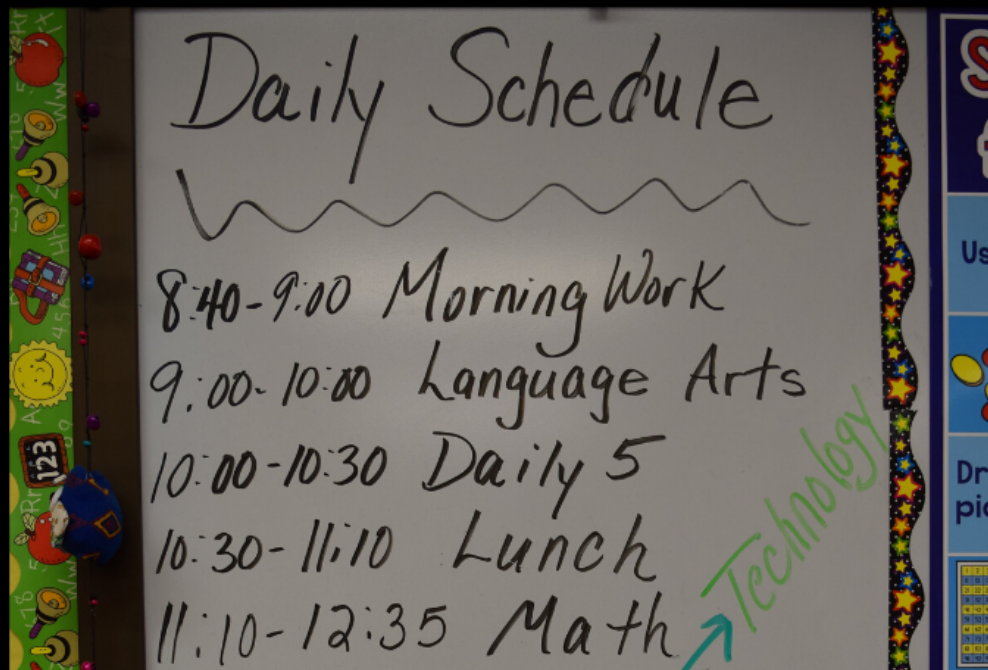 Daily Schedule
8:40-9:00 Morning Work
9:00-10:00 Language Arts
10:00-10:30 Daily 5
10:30-11:10 Lunch
11:10-12:35 Math
Technology
123